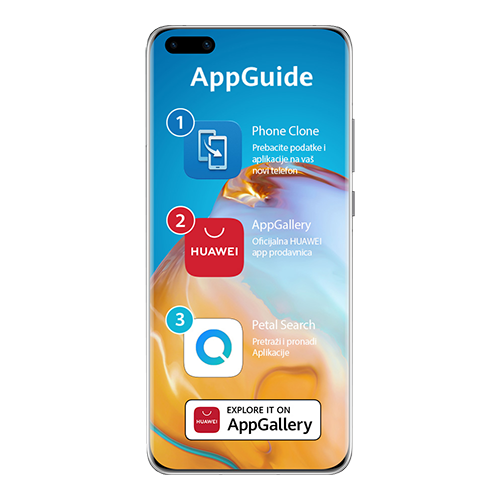 AppGuide
1
Phone Clone
Prebacite podatke i
aplikacije na vaš
novi telefon
2
HUAWEI
AppGallery
Oficijalna HUAWEI
app prodavnica
3
Petal Search
Pretraži i pronađi
Aplikacije
HUAWEI
EXPLORE IT ON
AppGallery